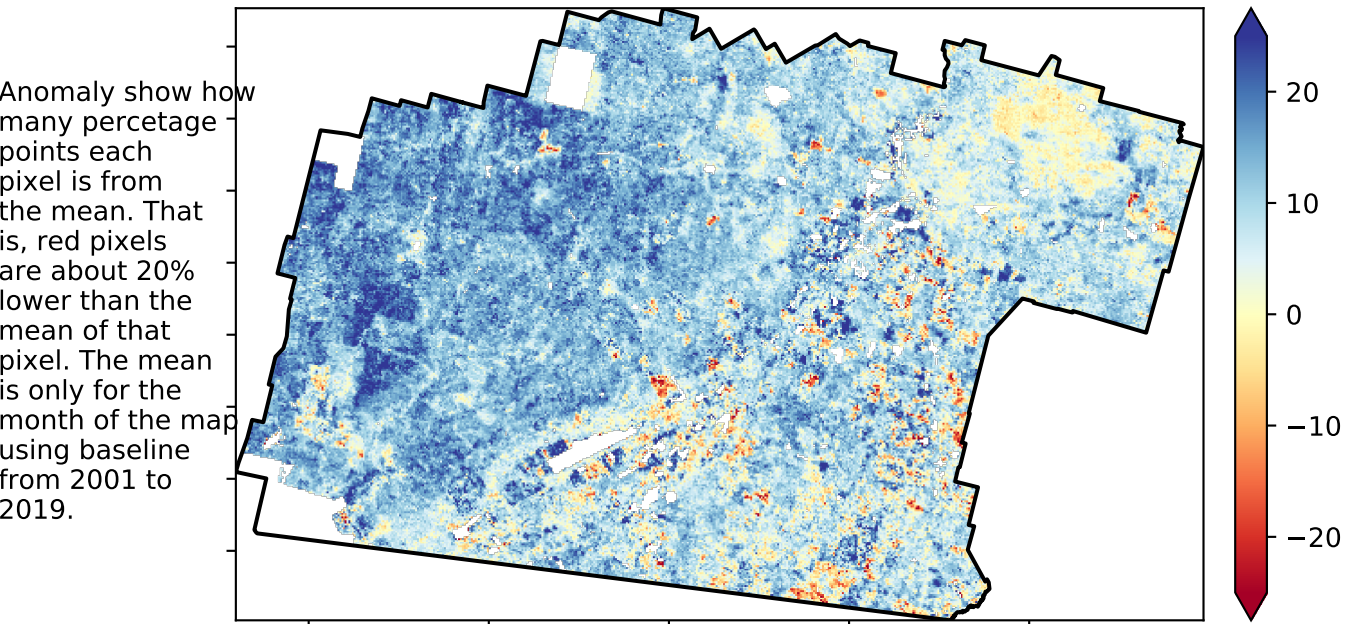 Anomaly show how
many percetage
points each
pixel is from
the mean. That
is, red pixels
are about 20%
lower than the
mean of that
pixel. The mean
is only for the
month of the map
using baseline
from 2001 to
2019.
20
10
0
−10
−20